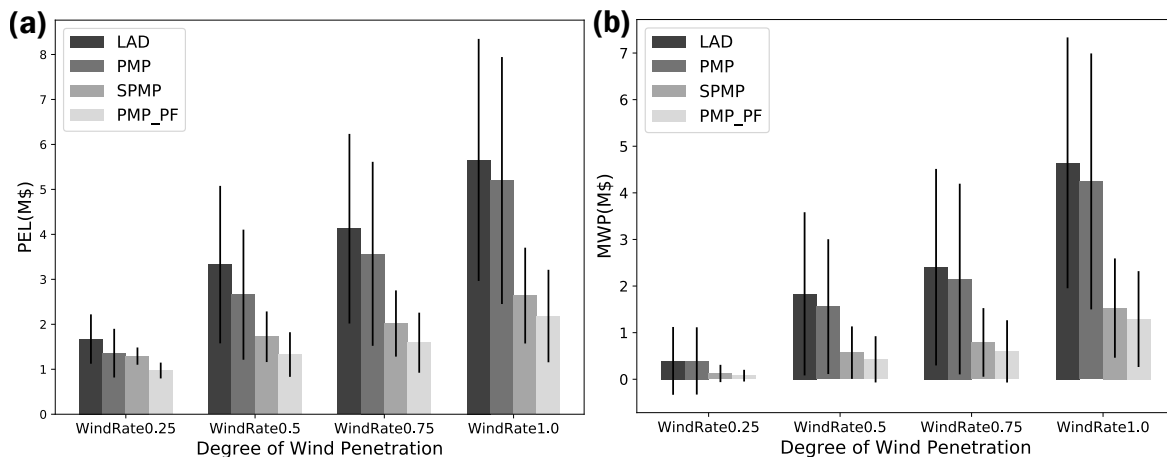 (a)
LAD
PMP
SPMP
PMP_PF
PEL(M$)
8
7
6
5
4
3
2
1
0
WindRate0.25 WindRate0.5 WindRate0.75 WindRate1.0
Degree of Wind Penetration
(b)
LAD
PMP
SPMP
PMP_PF
MWP(M$)
7
6
5
4
3
2
1
0
WindRate0.25 WindRate0.5 WindRate0.75 WindRate1.0
Degree of Wind Penetration